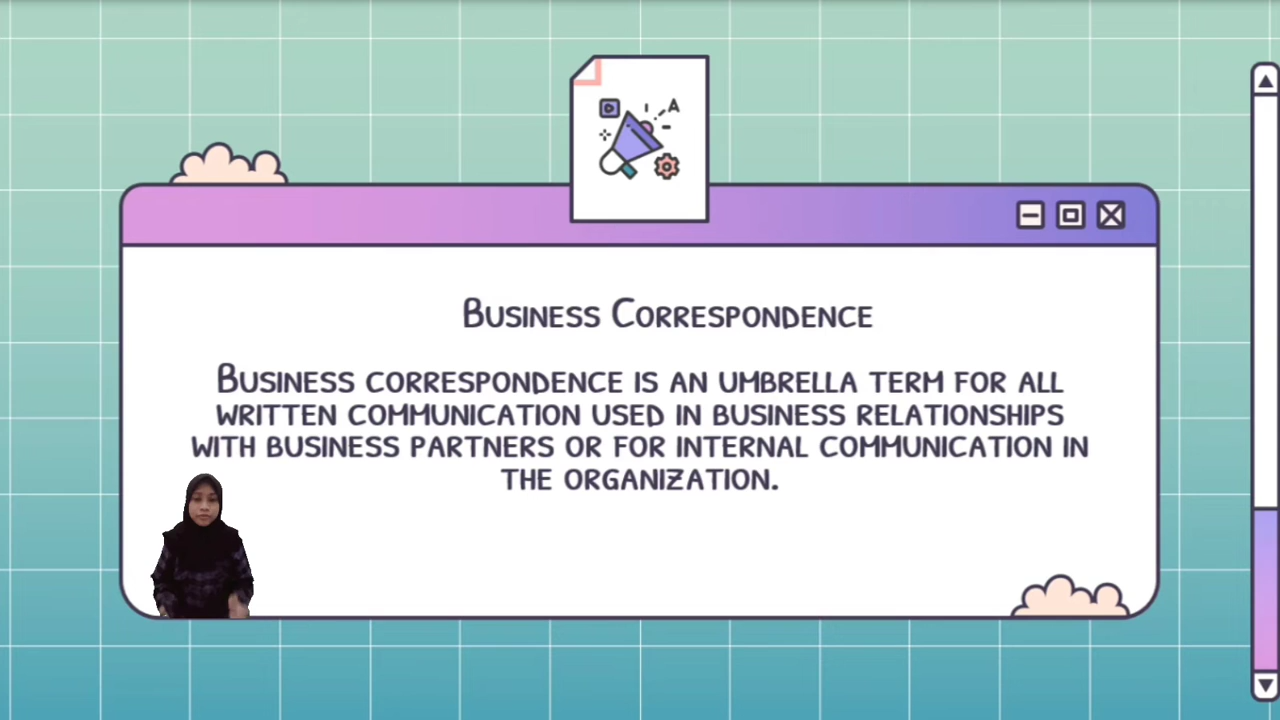 A
Business Correspondence
Business correspondence is an umbrella term for all
written communication used in business relationships
with business partners or for internal communication in
the organization.